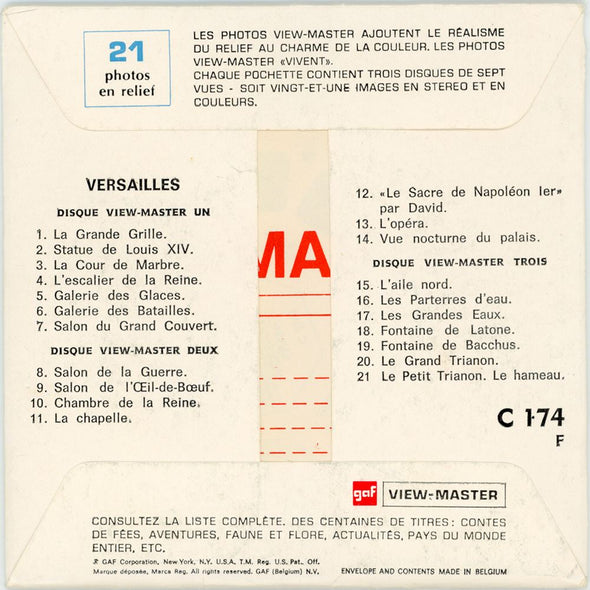 21
photos
en relief
LES PHOTOS VIEW-MASTER AJOUTENT LE RÉALISME
DU RELIEF AU CHARME DE LA COULEUR. LES PHOTOS
VIEW-MASTER «VIVENT».
CHAQUE POCHETTE CONTIENT TROIS DISQUES DE SEPT
VUES - SOIT VINGT-ET-UNE IMAGES EN STEREO ET EN
COULEURS.
VERSAILLES
DISQUE VIEW-MASTER UN
1. La Grande Grille.
2. Statue de Louis XIV.
3. La Cour de Marbre.
4. L'escalier de la Reine.
5. Galerie des Glaces.
6. Galerie des Batailles.
7. Salon du Grand Couvert.
DISQUE VIEW-MASTER DEUX
8. Salon de la Guerre.
9. Salon de l'Œil-de-Bœuf.
10. Chambre de la Reine.
11. La chapelle.
MA
12. «Le Sacre de Napoléon Ier»
par David.
13. L'opéra.
14. Vue nocturne du palais.
DISQUE VIEW-MASTER TROIS
15. L'aile nord.
16. Les Parterres d'eau.
17. Les Grandes Eaux.
18. Fontaine de Latone.
19. Fontaine de Bacchus.
20. Le Grand Trianon.
21 Le Petit Trianon. Le hameau.
C 174
F
gaf VIEW-MASTER
CONSULTEZ LA LISTE COMPLÈTE. DES CENTAINES DE TITRES: CONTES
DE FÉES, AVENTURES, FAUNE ET FLORE, ACTUALITÉS, PAYS DU MONDE
ENTIER, ETC.
® GAF Corporation, New York, N.Y. U.S.A. T.M. Reg. U.S. Pat. Off.
Marque déposée, Marca Reg. All rights reserved. GAF (Belgium) N.V.
ENVELOPE AND CONTENTS MADE IN BELGIUM